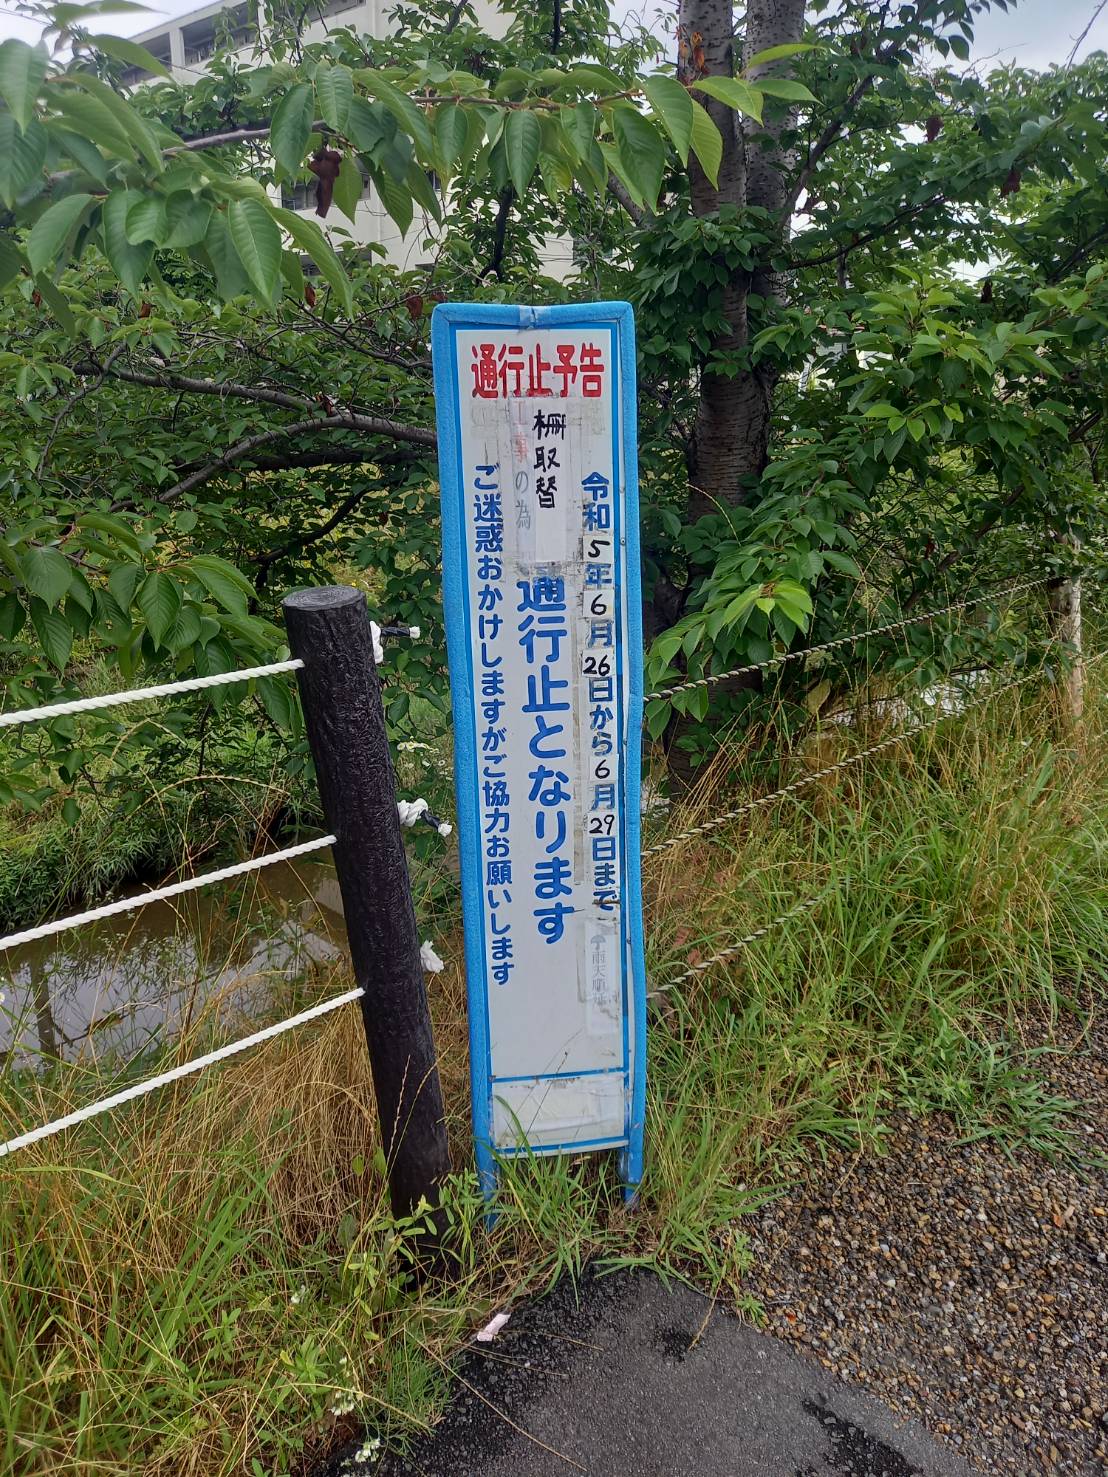 通行止予告
令和5年6月26日から6月29日まで
雨天順延
柵取替
工事の為
通行止となります
ご迷惑おかけしますがご協力お願いします